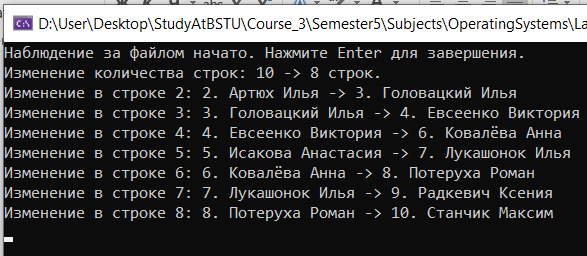 D:\User\Desktop\StudyAtBSTU\Course_3\Semester5\Subjects\OperatingSystems\La
Наблюдение за файлом начато. Нажмите Enter для завершения.
Изменение количества строк: 10 -> 8 строк.
Изменение в строке 2: 2. Артюх Илья -> 3. Головацкий Илья
Изменение в строке 3: 3. Головацкий Илья -> 4. Евсеенко Виктория
Изменение в строке 4: 4. Евсеенко Виктория -> 6. Ковалёва Анна
Изменение в строке 5: 5. Исакова Анастасия -> 7. Лукашонок Илья
Изменение в строке 6: 6. Ковалёва Анна -> 8. Потеруха Роман
Изменение в строке 7: 7. Лукашонок Илья -> 9. Радкевич Ксения
Изменение в строке 8: 8. Потеруха Роман -> 10. Станчик Максим